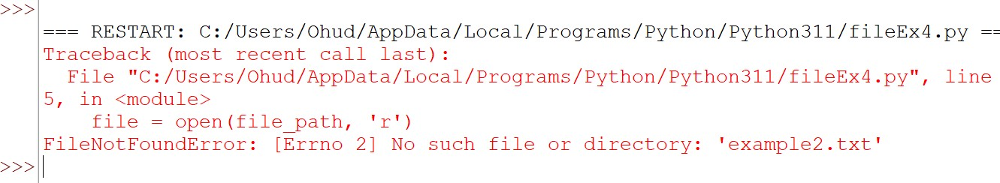 >>>
=== RESTART: C:/Users/Ohud/AppData/Local/Programs/Python/Python311/fileEx4.py ==
Traceback (most recent call last):
  File "C:/Users/Ohud/AppData/Local/Programs/Python/Python311/fileEx4.py", line
5, in <module>
    file = open(file_path, 'r')
FileNotFoundError: [Errno 2] No such file or directory: 'example2.txt'
>>>